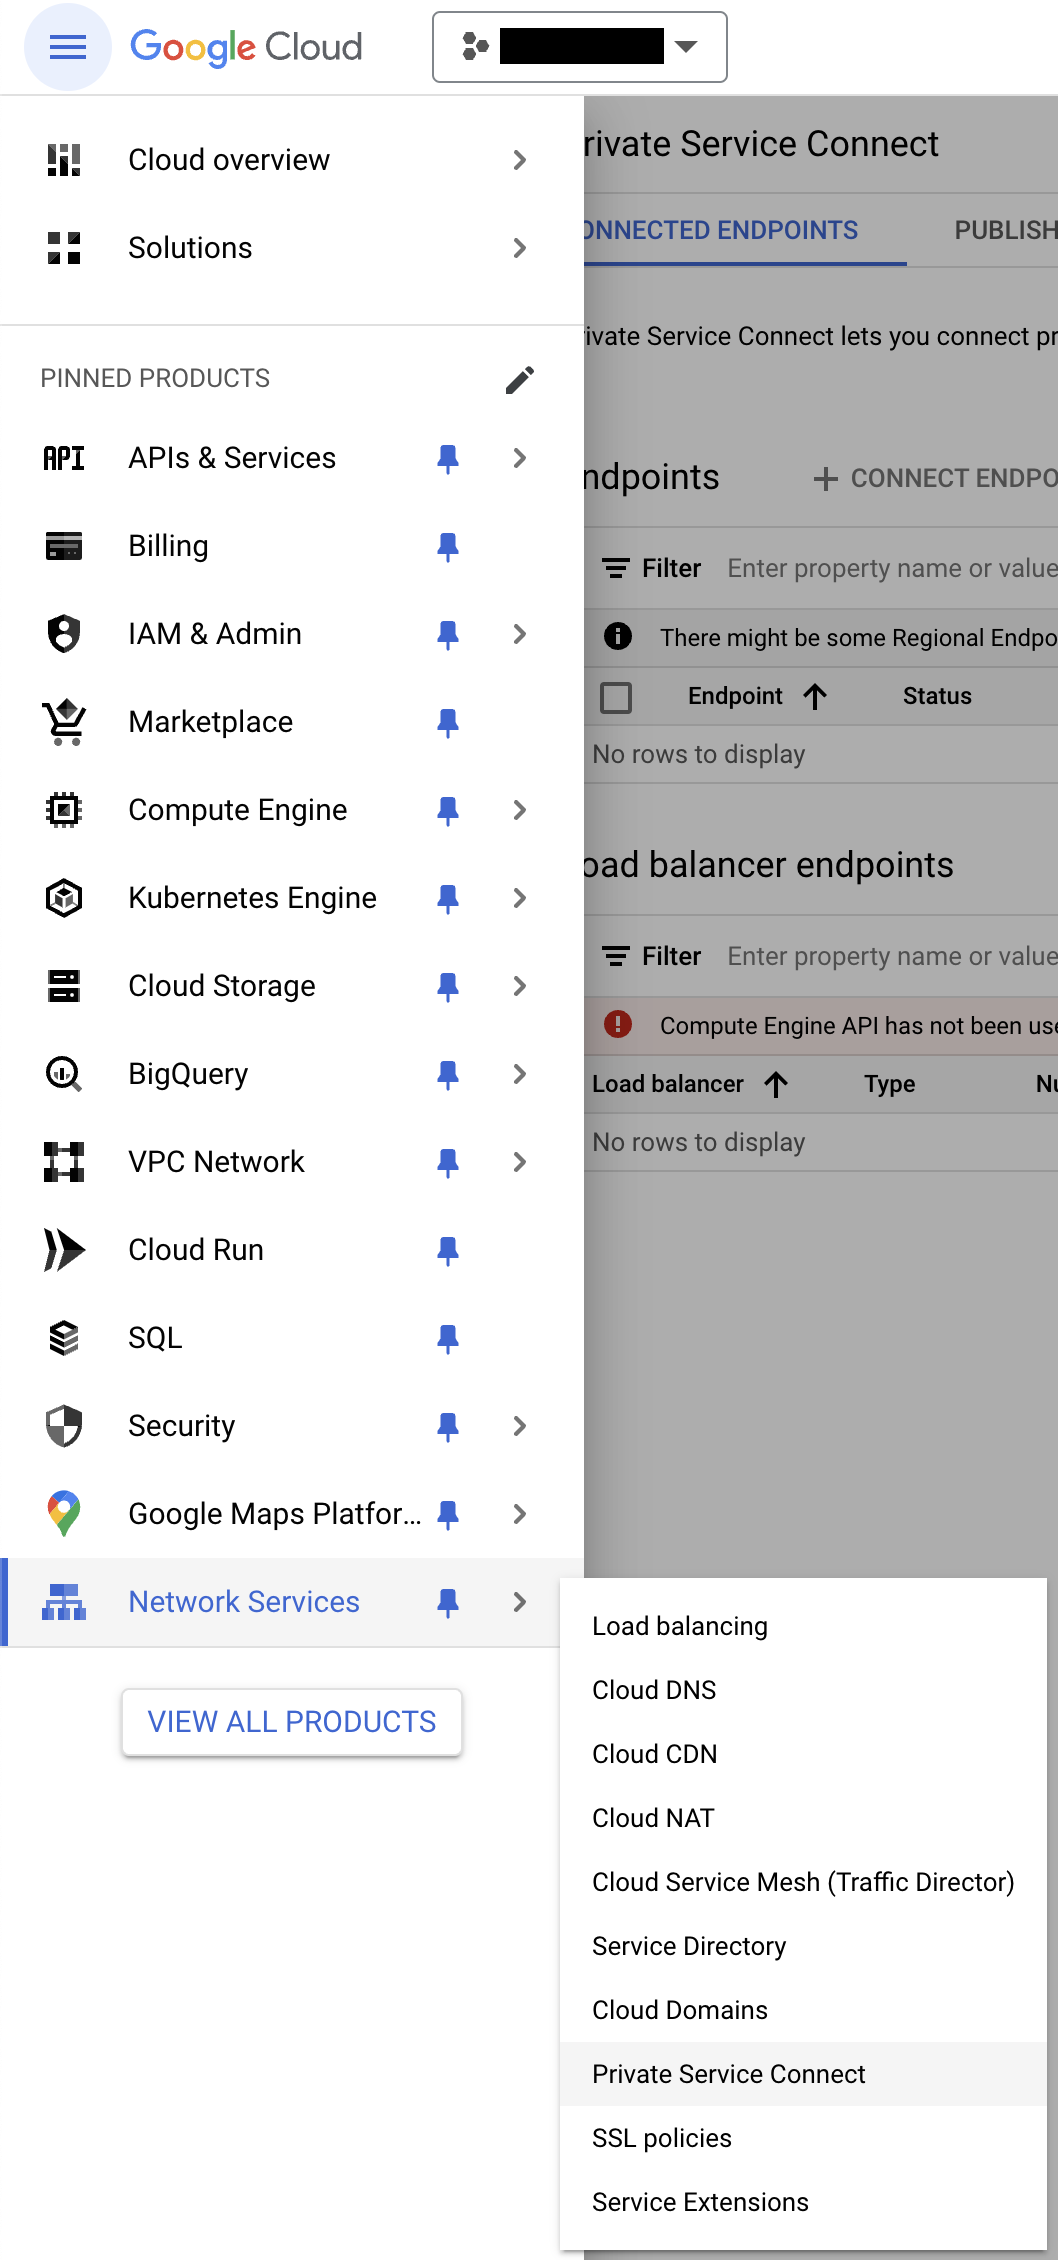 Google Cloud
Cloud overview
Solutions
PINNED PRODUCTS
API APIs & Services
Billing
IAM & Admin
Marketplace
Compute Engine
Kubernetes Engine
Cloud Storage
BigQuery
VPC Network
Cloud Run
SQL
Security
Google Maps Platfor...
Network Services
VIEW ALL PRODUCTS
rivate Service Connect
ONNECTED ENDPOINTS PUBLISH
ivate Service Connect lets you connect pr
ndpoints CONNECT ENDPO
Filter Enter property name or value
There might be some Regional Endpo
Endpoint Status
No rows to display
oad balancer endpoints
Filter Enter property name or value
Compute Engine API has not been use
Load balancer Type Nu
No rows to display
Load balancing
Cloud DNS
Cloud CDN
Cloud NAT
Cloud Service Mesh (Traffic Director)
Service Directory
Cloud Domains
Private Service Connect
SSL policies
Service Extensions